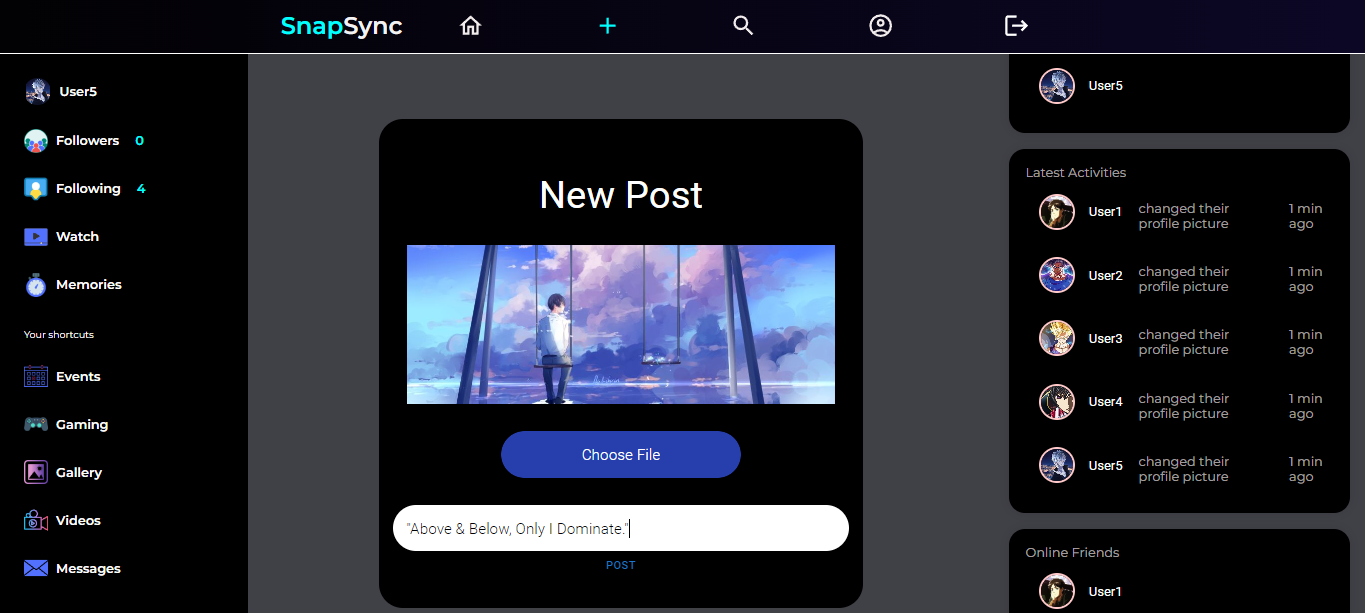 SnapSync
User5
Followers 0
Following 4
Watch
Memories
Your shortcuts
Events
Gaming
Gallery
Videos
Messages
New Post
Choose File
"Above & Below, Only I Dominate."
POST
User5
Latest Activities
User1 changed their 1 min
profile picture ago
User2 changed their 1 min
profile picture ago
User3 changed their 1 min
profile picture ago
User4 changed their 1 min
profile picture ago
User5 changed their 1 min
profile picture ago
Online Friends
User1